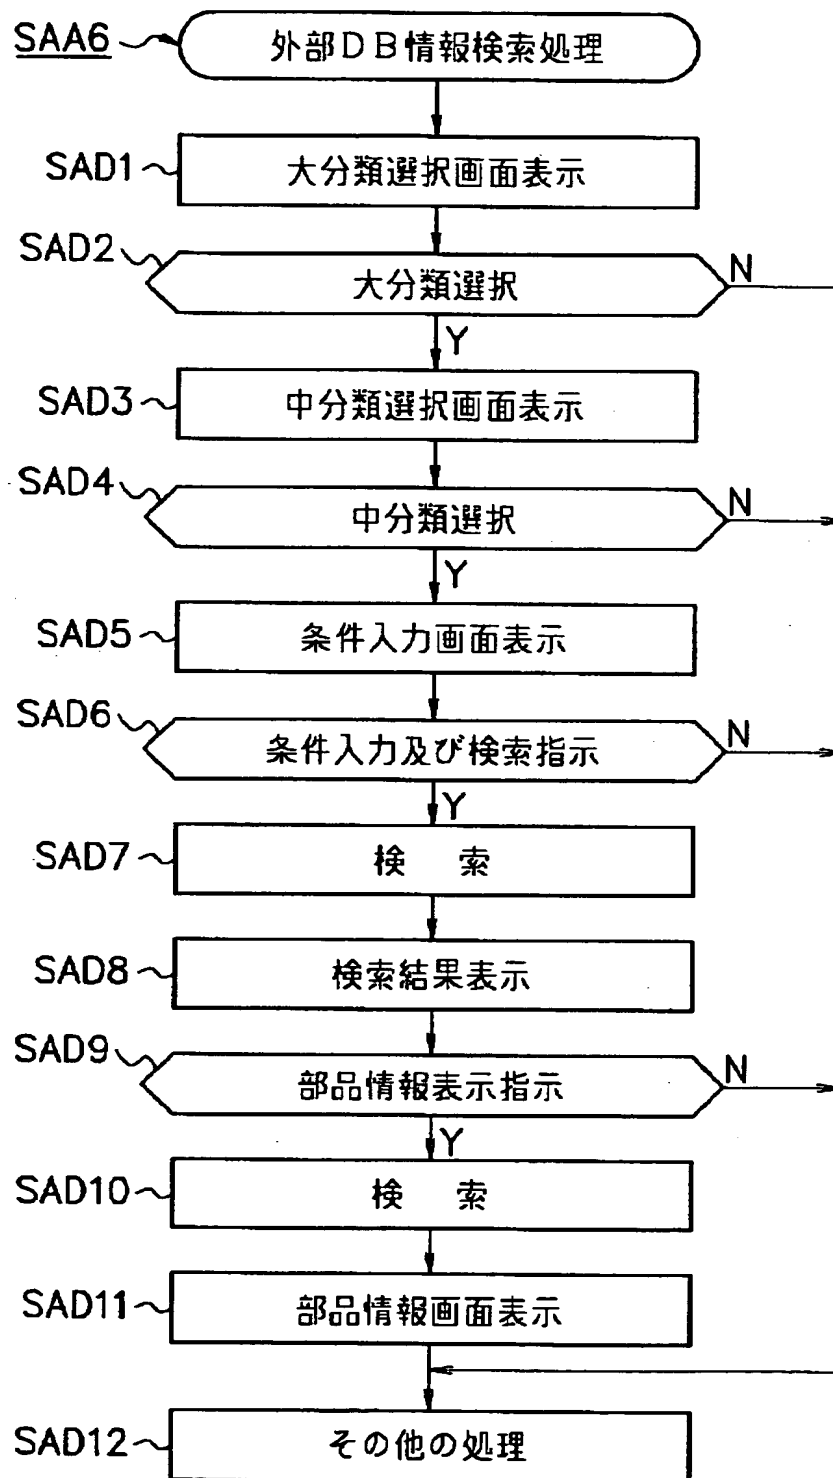 SAA6 外部DB情報検索処理
SAD1 大分類選択画面表示
SAD2 大分類選択 N
Y
SAD3 中分類選択画面表示
SAD4 中分類選択 N
Y
SAD5 条件入力画面表示
SAD6 条件入力及び検索指示 N
Y
SAD7 検 索
SAD8 検索結果表示
SAD9 部品情報表示指示 N
Y
SAD10 検 索
SAD11 部品情報画面表示
SAD12 その他の処理